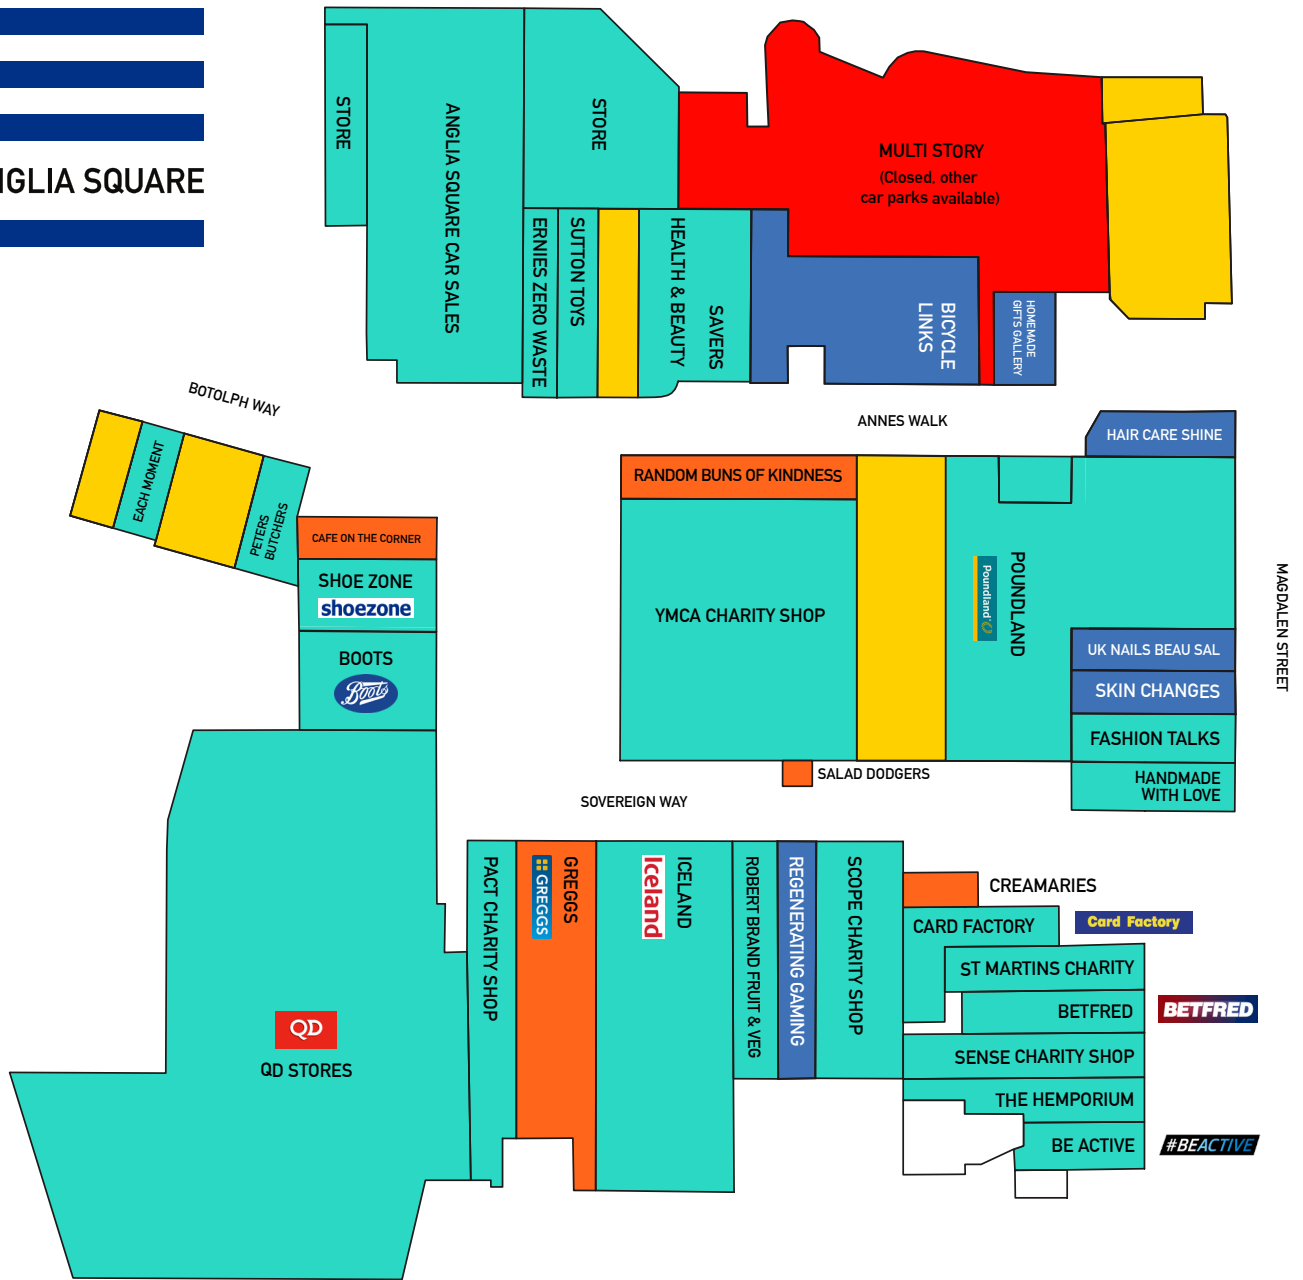 NGLIA SQUARE
STORE
ANGLIA SQUARE CAR SALES
STORE
MULTI STORY
(Closed, other
car parks available)
ERNIES ZERO WASTE
SUTTON TOYS
HEALTH & BEAUTY
SAVERS
BICYCLE
LINKS
HOMEMADE
GIFTS GALLERY
BOTOLPH WAY
ANNES WALK
HAIR CARE SHINE
EACH MOMENT
PETERS
BUTCHERS
CAFE ON THE CORNER
SHOE ZONE
shoezone
BOOTS
Boots
RANDOM BUNS OF KINDNESS
YMCA CHARITY SHOP
Poundland
POUNDLAND
MAGDALEN STREET
UK NAILS BEAU SAL
SKIN CHANGES
FASHION TALKS
HANDMADE
WITH LOVE
SALAD DODGERS
SOVEREIGN WAY
QD
QD STORES
PACT CHARITY SHOP
GREGGS
GREGGS
Iceland
ICELAND
ROBERT BRAND FRUIT & VEG
REGENERATING GAMING
SCOPE CHARITY SHOP
CREAMARIES
CARD FACTORY
Card Factory
ST MARTINS CHARITY
BETFRED
BETFRED
SENSE CHARITY SHOP
THE HEMPORIUM
BE ACTIVE
#BEACTIVE